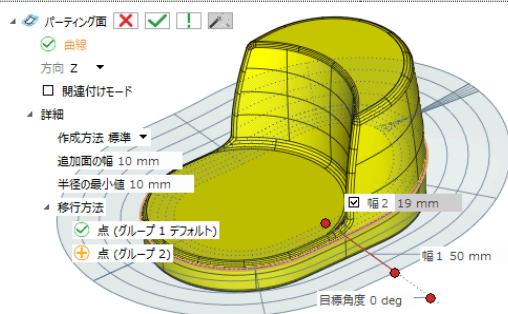 パーティング面
曲線
方向 Z
関連付けモード
詳細
作成方法 標準
追加面の幅 10 mm
半径の最小値 10 mm
移行方法
点 (グループ 1 デフォルト)
点 (グループ 2)
幅2 19 mm
幅1 50 mm
目標角度 0 deg